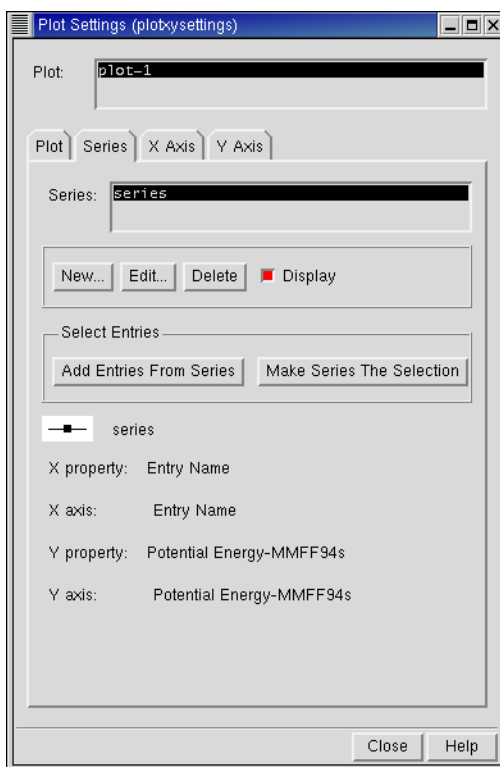 Plot Settings (plotxysettings)
Plot: plot-1
Plot Series X Axis Y Axis
Series: series
New... Edit... Delete Display
Select Entries
Add Entries From Series Make Series The Selection
series
X property: Entry Name
X axis: Entry Name
Y property: Potential Energy-MMFF94s
Y axis: Potential Energy-MMFF94s
Close Help